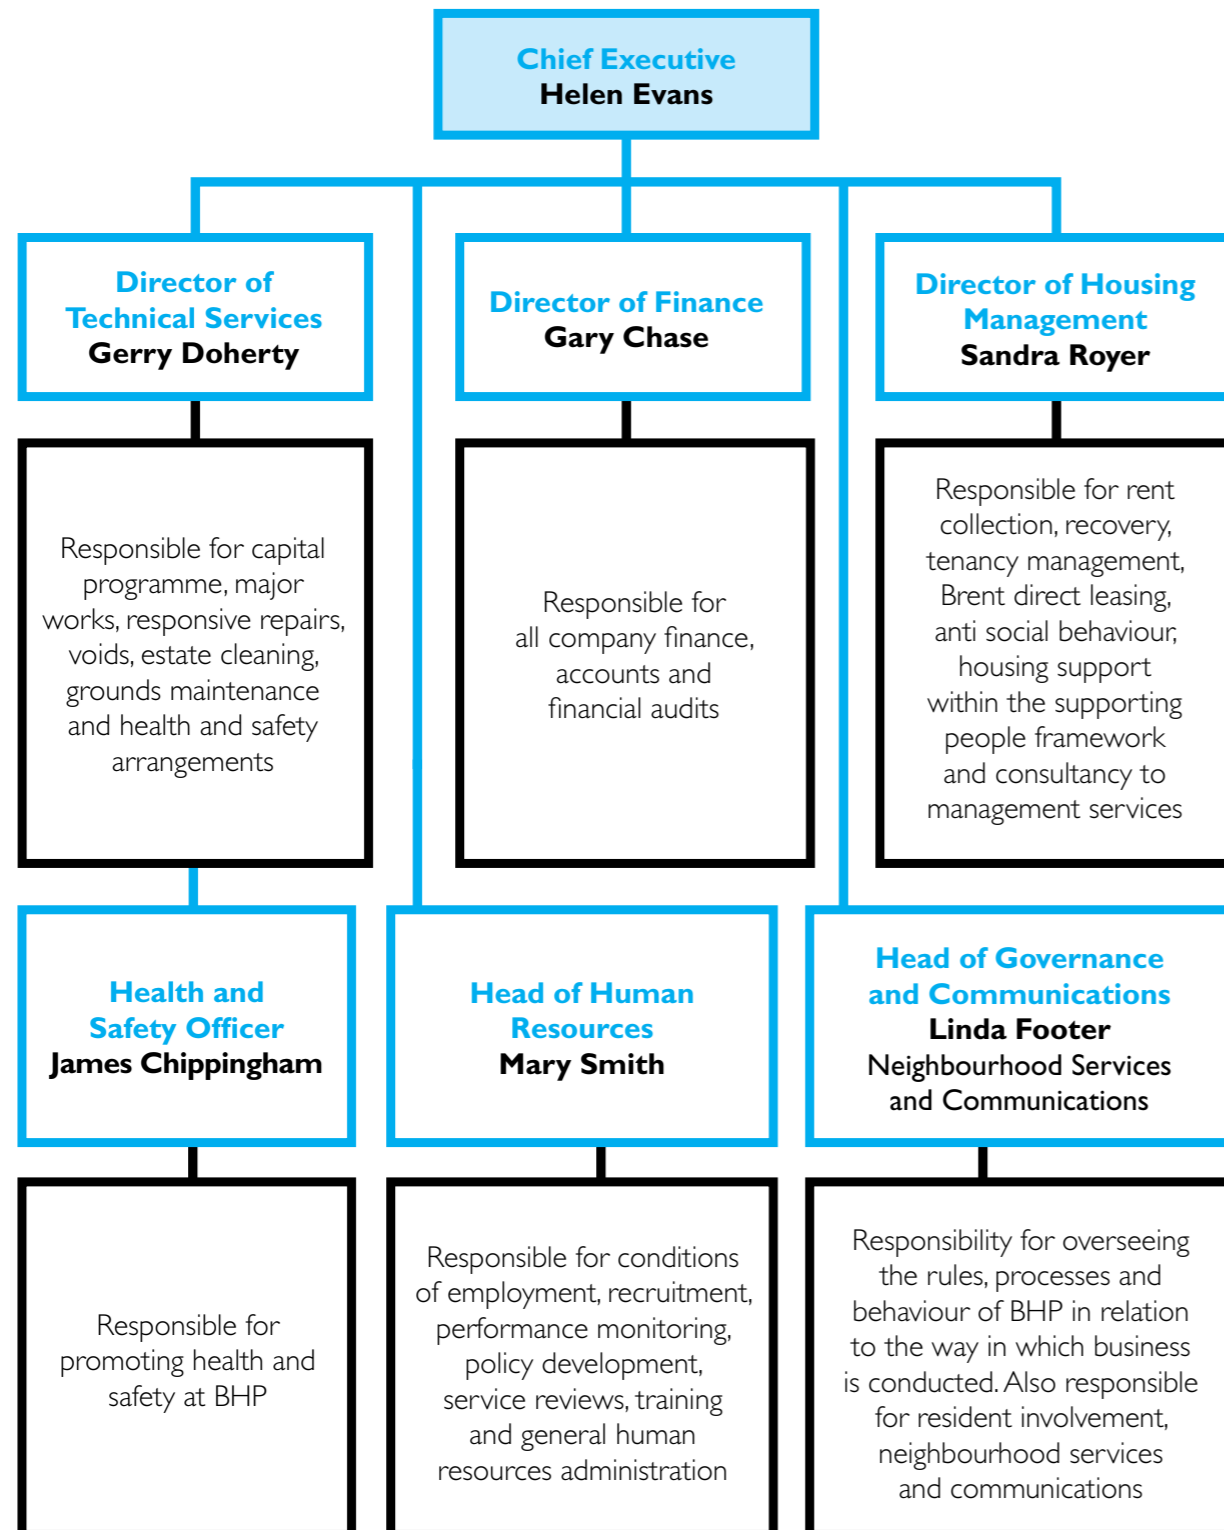 Chief Executive
Helen Evans
Director of
Technical Services
Gerry Doherty
Director of Finance
Gary Chase
Director of Housing
Management
Sandra Royer
Responsible for capital
programme, major
works, responsive repairs,
voids, estate cleaning,
grounds maintenance
and health and safety
arrangements
Responsible for
all company finance,
accounts and
financial audits
Responsible for rent
collection, recovery,
tenancy management,
Brent direct leasing,
anti social behaviour,
housing support
within the supporting
people framework
and consultancy to
management services
Health and
Safety Officer
James Chippingham
Head of Human
Resources
Mary Smith
Head of Governance
and Communications
Linda Footer
Neighbourhood Services
and Communications
Responsible for
promoting health and
safety at BHP
Responsible for conditions
of employment, recruitment,
performance monitoring,
policy development,
service reviews, training
and general human
resources administration
Responsibility for overseeing
the rules, processes and
behaviour of BHP in relation
to the way in which business
is conducted. Also responsible
for resident involvement,
neighbourhood services
and communications